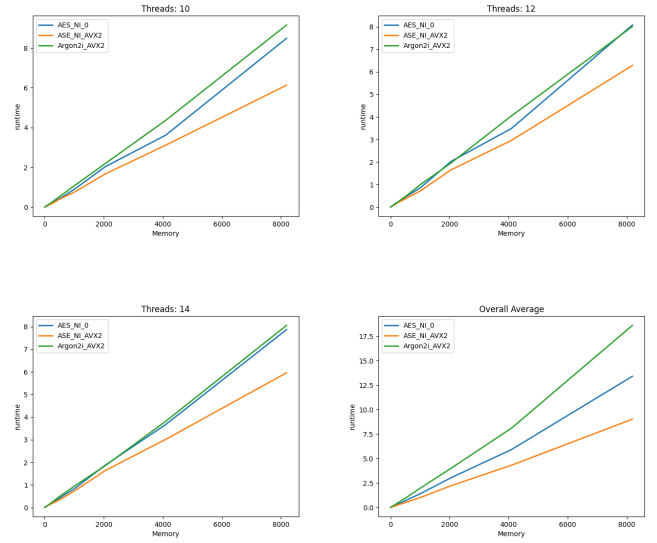 Threads: 10
AES_NI_0
ASE_NI_AVX2
Argon2i_AVX2
8
6
4
2
0
runtime
0 2000 4000 6000 8000
Memory
Threads: 12
AES_NI_0
ASE_NI_AVX2
Argon2i_AVX2
8
7
6
5
4
3
2
1
0
runtime
0 2000 4000 6000 8000
Memory
Threads: 14
AES_NI_0
ASE_NI_AVX2
Argon2i_AVX2
8
7
6
5
4
3
2
1
0
runtime
0 2000 4000 6000 8000
Memory
Overall Average
AES_NI_0
ASE_NI_AVX2
Argon2i_AVX2
17.5
15.0
12.5
10.0
7.5
5.0
2.5
0.0
runtime
0 2000 4000 6000 8000
Memory